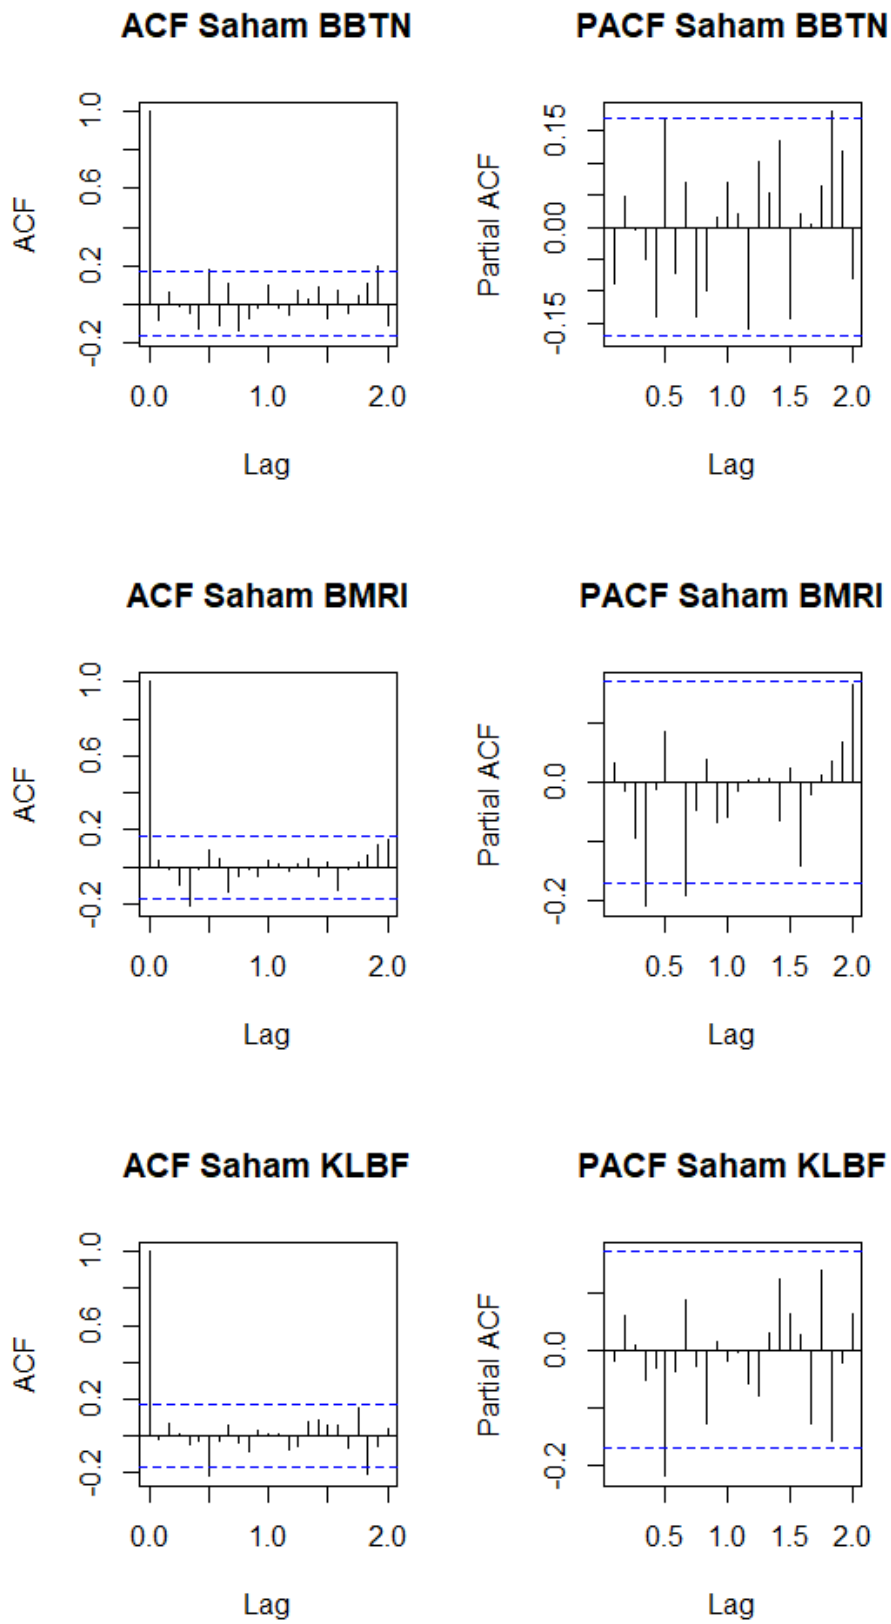 ACF Saham BBTN
ACF
1.0
0.6
0.2
-0.2
0.0 1.0 2.0
Lag
PACF Saham BBTN
Partial ACF
0.15
0.00
-0.15
0.5 1.0 1.5 2.0
Lag
ACF Saham BMRI
ACF
1.0
0.6
0.2
-0.2
0.0 1.0 2.0
Lag
PACF Saham BMRI
Partial ACF
0.0
-0.2
0.5 1.0 1.5 2.0
Lag
ACF Saham KLBF
ACF
1.0
0.6
0.2
-0.2
0.0 1.0 2.0
Lag
PACF Saham KLBF
Partial ACF
0.0
-0.2
0.5 1.0 1.5 2.0
Lag